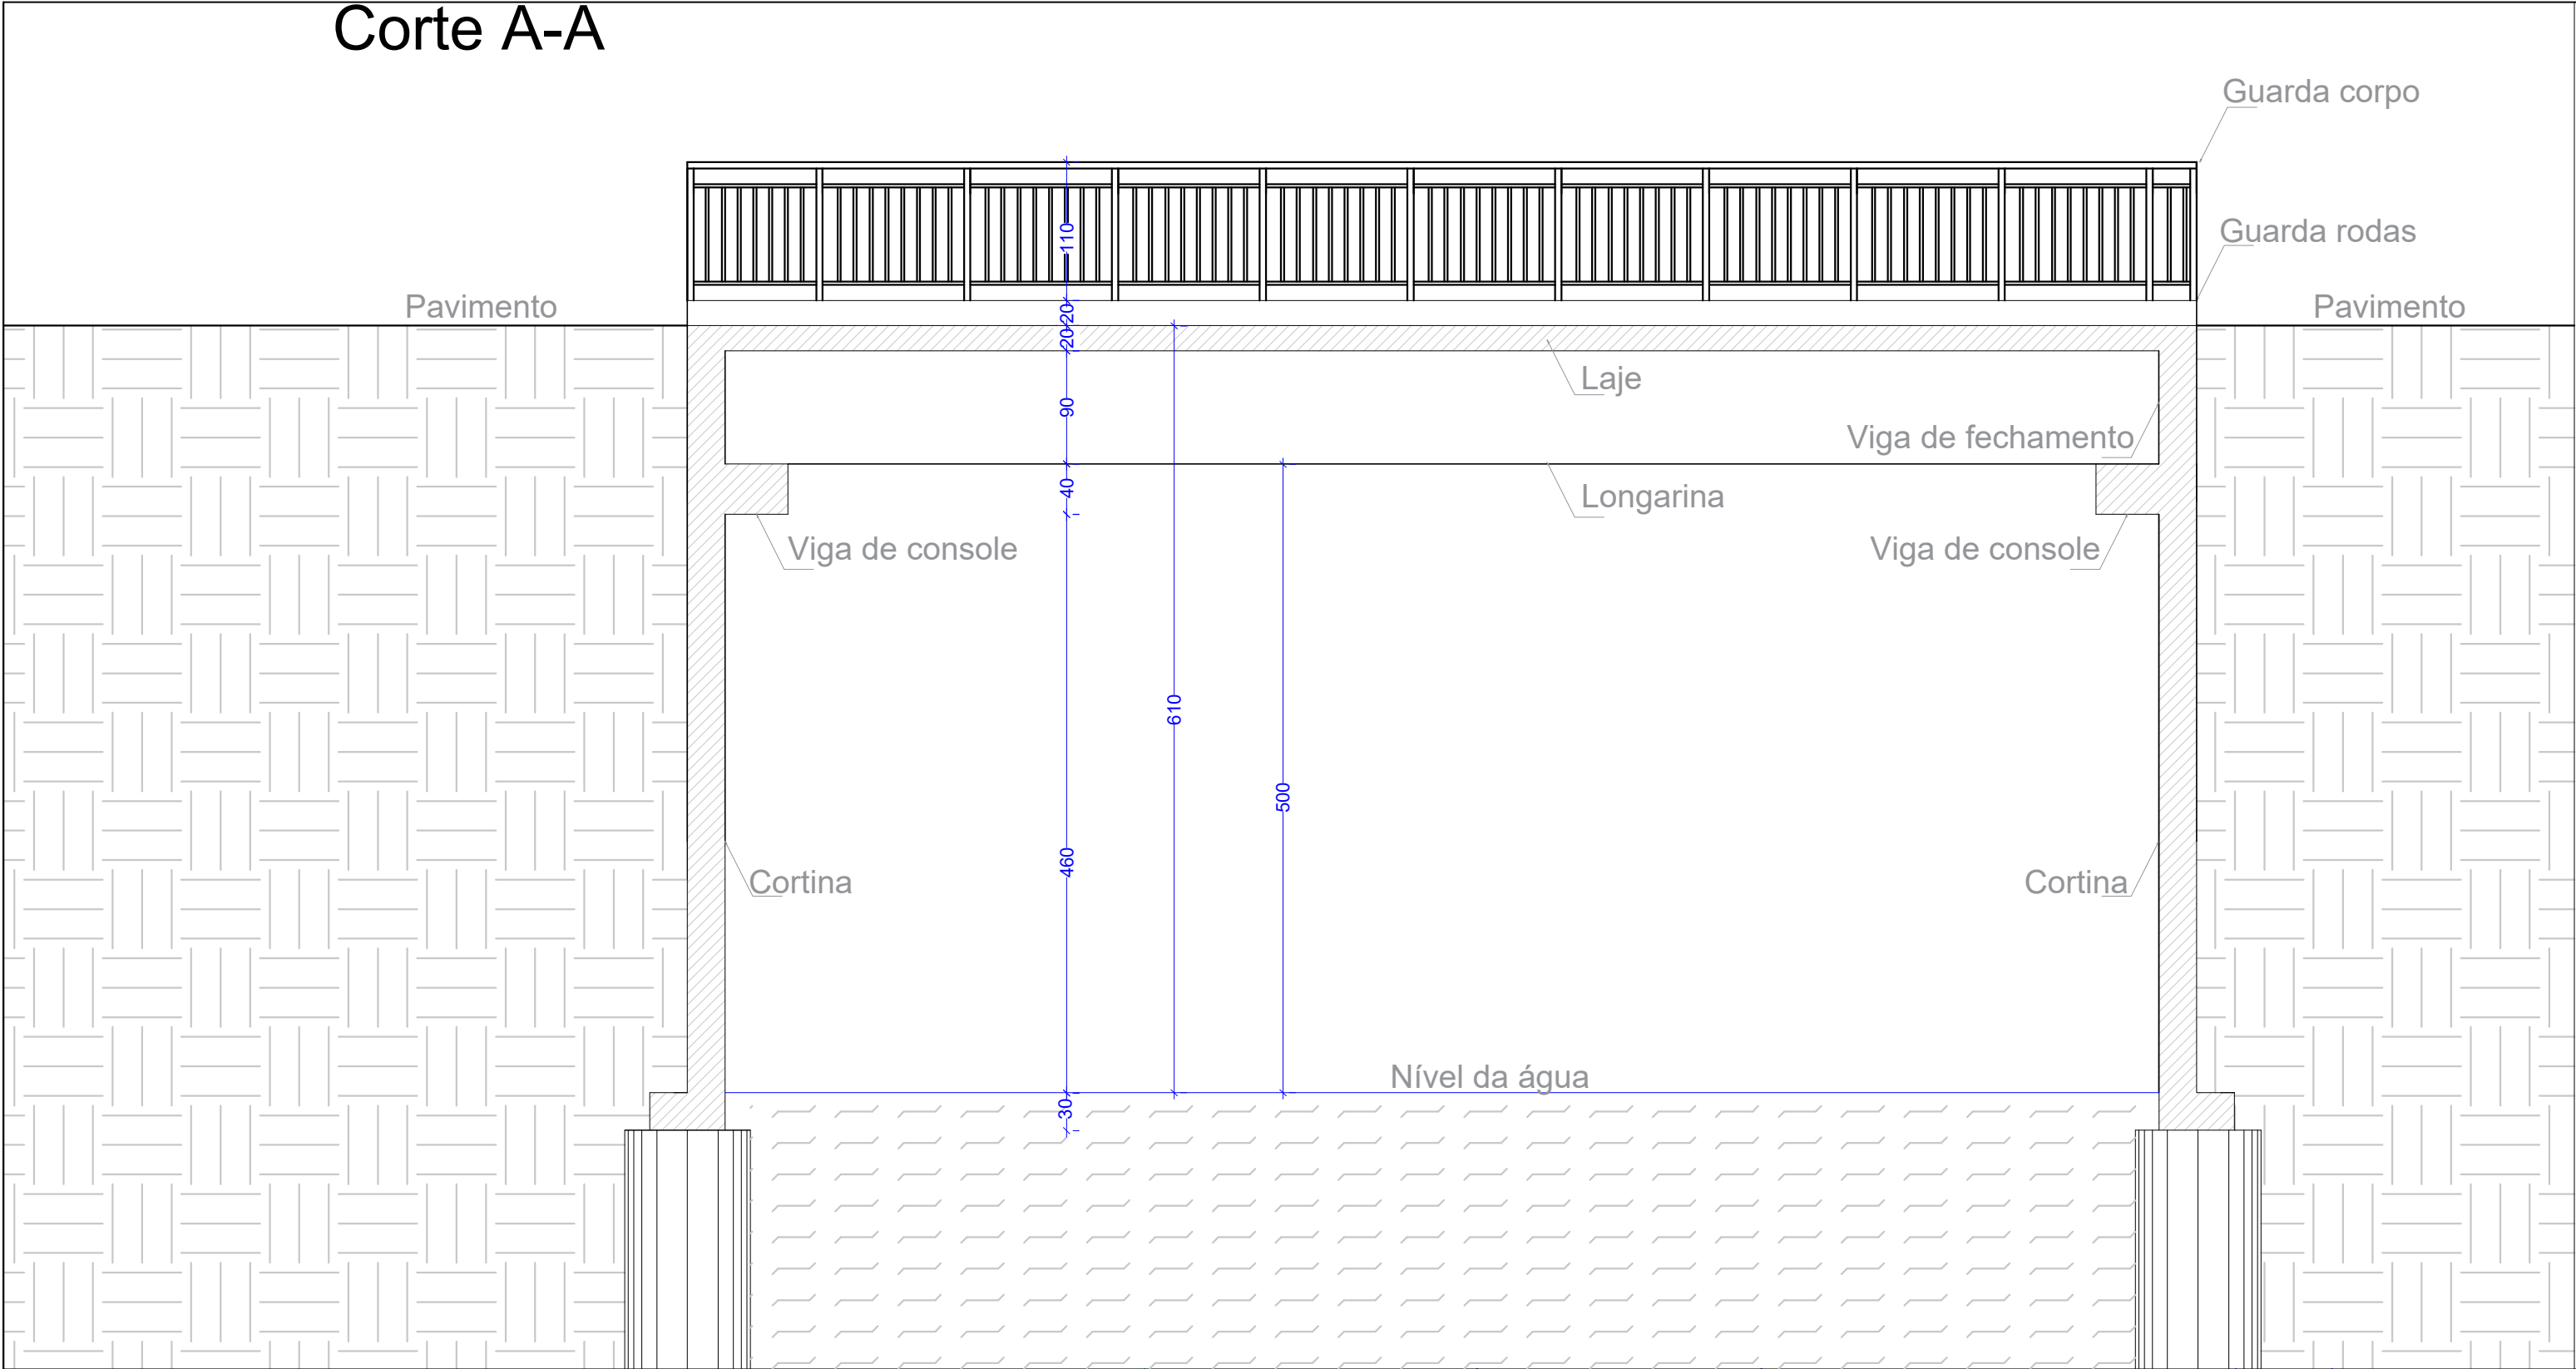 Corte A-A
Guarda corpo
110
Guarda rodas
Pavimento
20
Pavimento
20
Laje
90
Viga de fechamento
40
Longarina
Viga de console
Viga de console
610
500
460
Cortina
Cortina
Nível da água
30